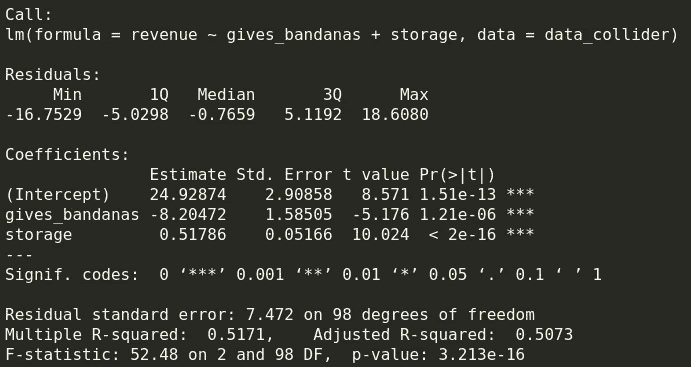 Call:
lm(formula = revenue ~ gives_bandanas + storage, data = data_collider)
Residuals:
     Min       1Q   Median       3Q      Max
-16.7529  -5.0298  -0.7659   5.1192  18.6080
Coefficients:
               Estimate Std. Error t value Pr(>|t|)
(Intercept)    24.92874    2.90858   8.571 1.51e-13 ***
gives_bandanas -8.20472    1.58505  -5.176 1.21e-06 ***
storage         0.51786    0.05166  10.024  < 2e-16 ***
---
Signif. codes:  0 ‘***’ 0.001 ‘**’ 0.01 ‘*’ 0.05 ‘.’ 0.1 ‘ ’ 1
Residual standard error: 7.472 on 98 degrees of freedom
Multiple R-squared:  0.5171,    Adjusted R-squared:  0.5073
F-statistic: 52.48 on 2 and 98 DF,  p-value: 3.213e-16